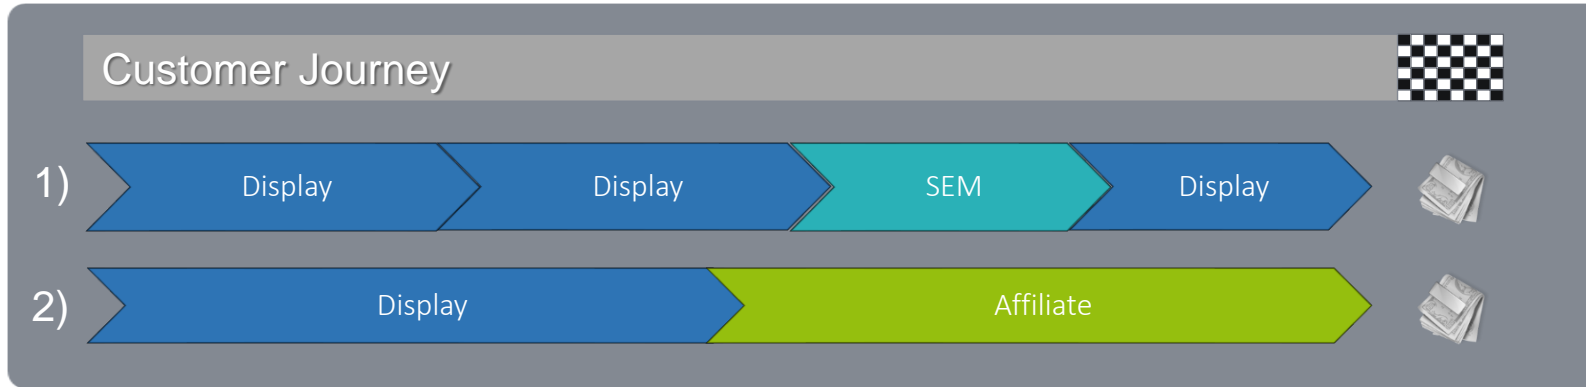 Customer Journey
1) Display Display SEM Display
2) Display Affiliate